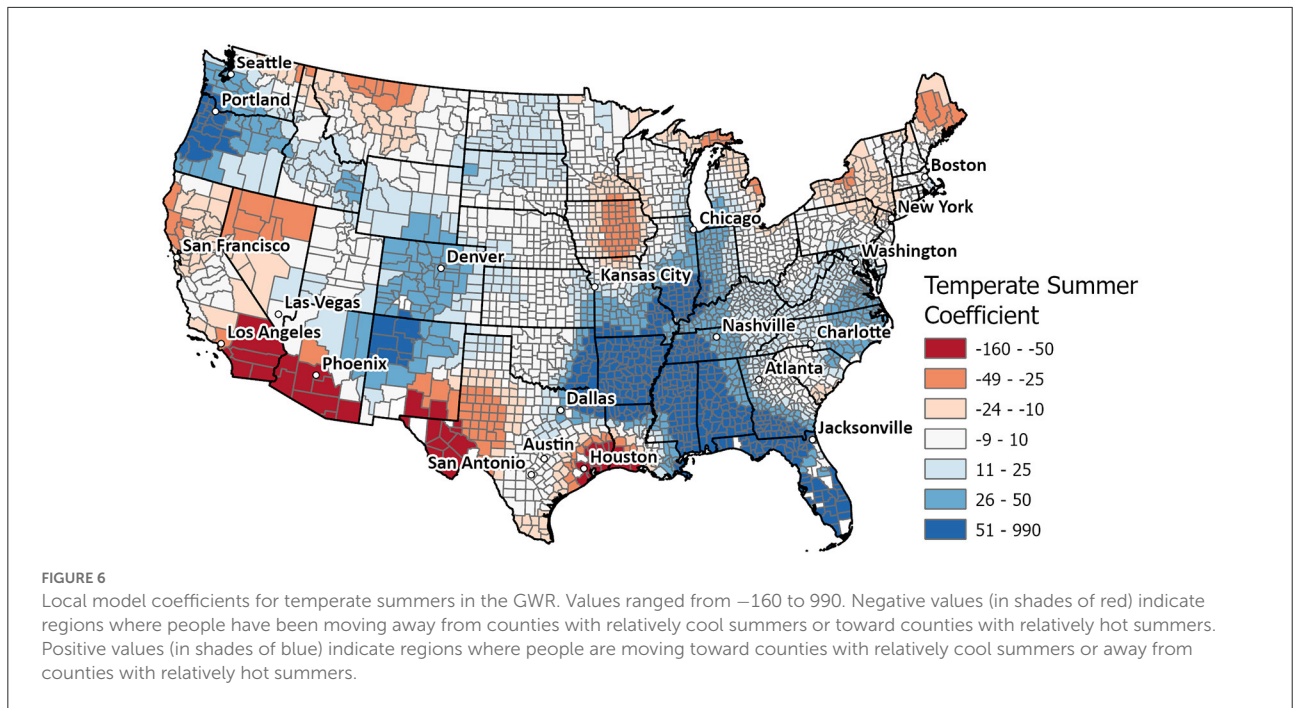 Seattle
Portland
Boston
New York
Chicago
San Francisco
Washington
Denver
Kansas City
Temperate Summer
Coefficient
Las Vegas
Nashville
Charlotte
Los Angeles
-160 - -50
Phoenix
Atlanta
-49 - -25
Dallas
-24 - -10
Jacksonville
-9 - 10
Austin
Houston
San Antonio
11 - 25
26 - 50
51 - 990
FIGURE 6
Local model coefficients for temperate summers in the GWR. Values ranged from −160 to 990. Negative values (in shades of red) indicate
regions where people have been moving away from counties with relatively cool summers or toward counties with relatively hot summers.
Positive values (in shades of blue) indicate regions where people are moving toward counties with relatively cool summers or away from
counties with relatively hot summers.